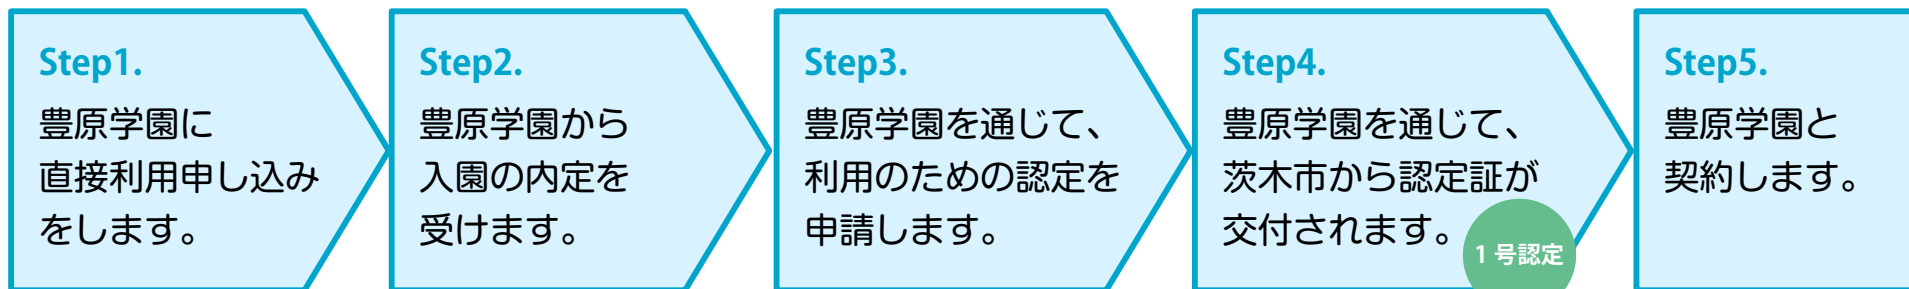 Step1.
豊原学園に
直接利用申し込み
をします。
Step2.
豊原学園から
入園の内定を
受けます。
Step3.
豊原学園を通じて、
利用のための認定を
申請します。
Step4.
豊原学園を通じて、
茨木市から認定証が
交付されます。
1 号認定
Step5.
豊原学園と
契約します。